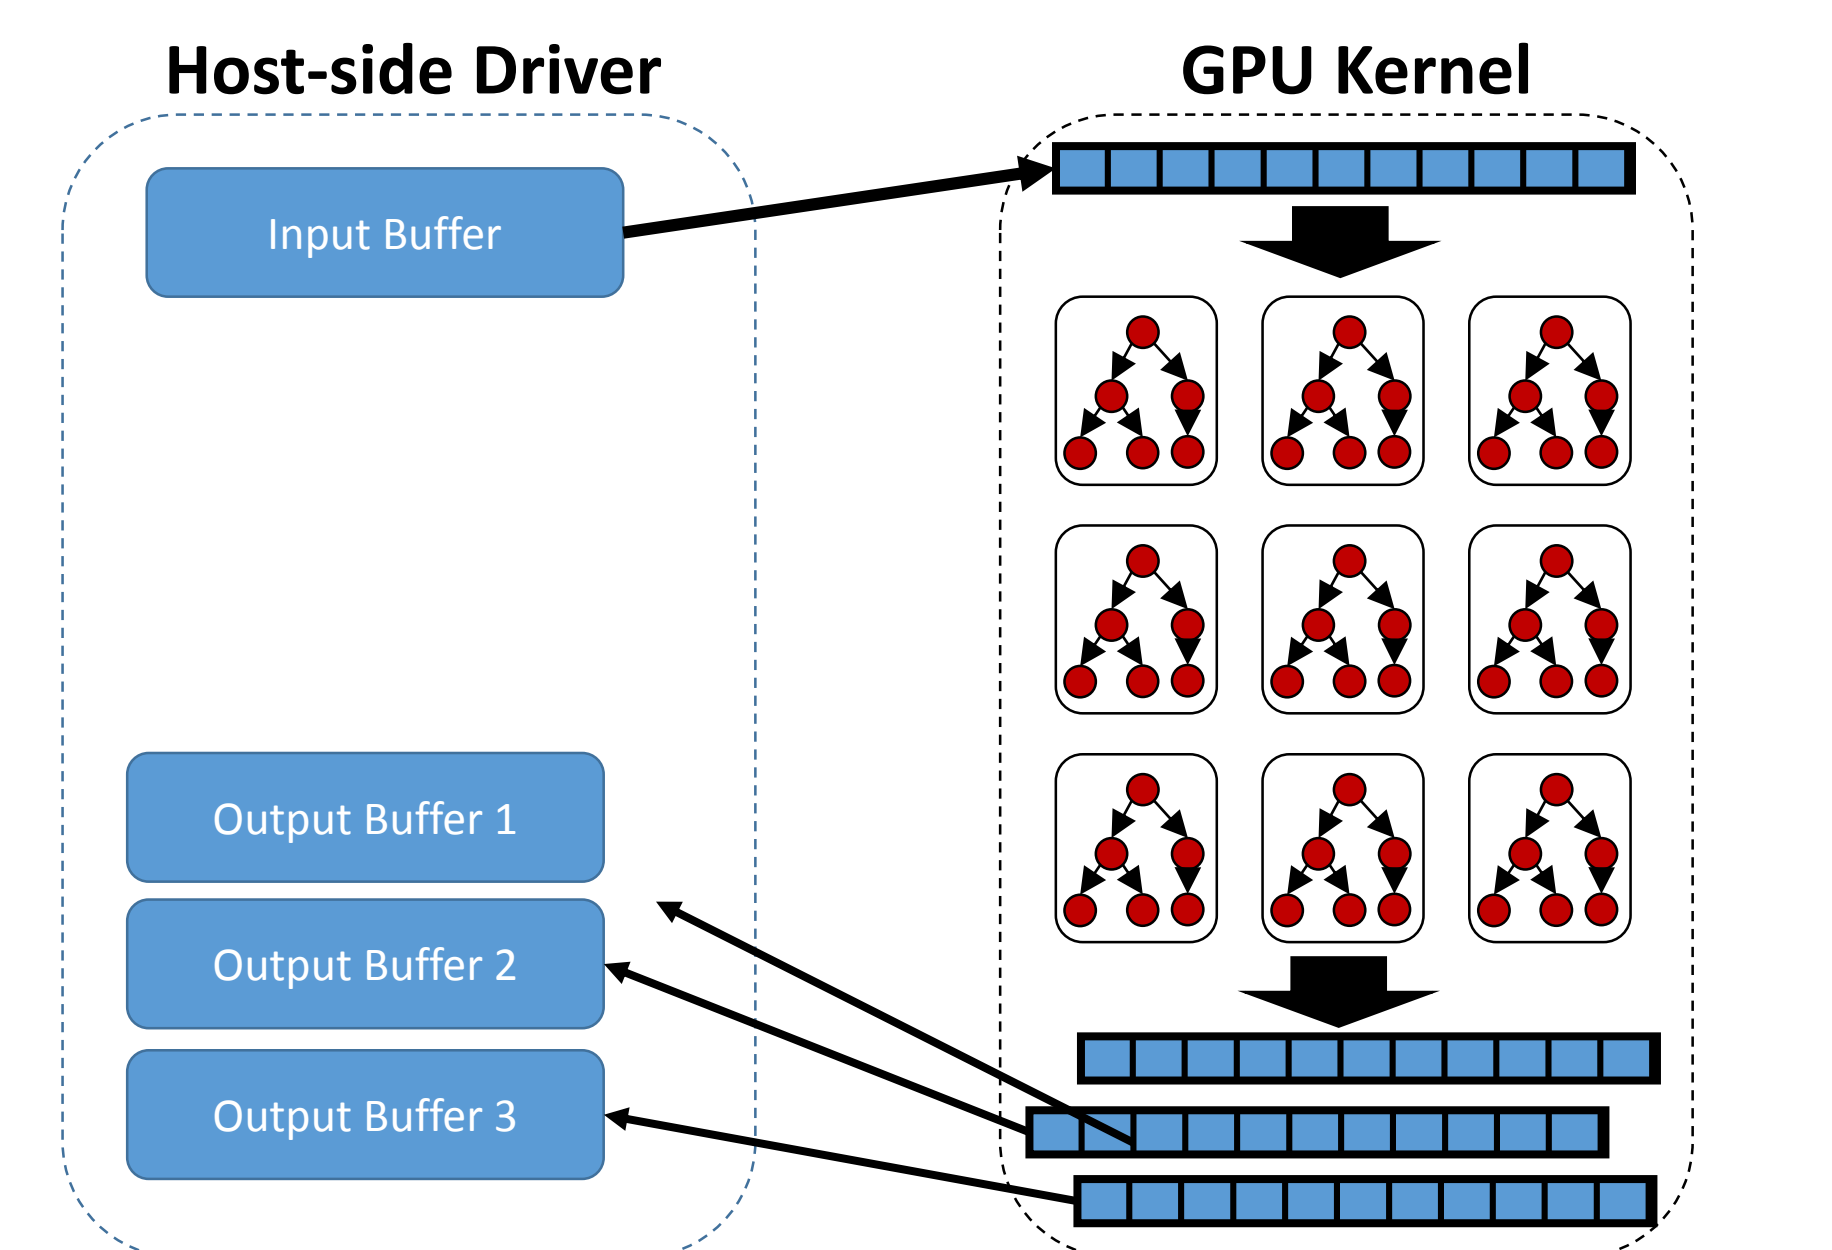 Host-side Driver
GPU Kernel
Input Buffer
Output Buffer 1
Output Buffer 2
Output Buffer 3